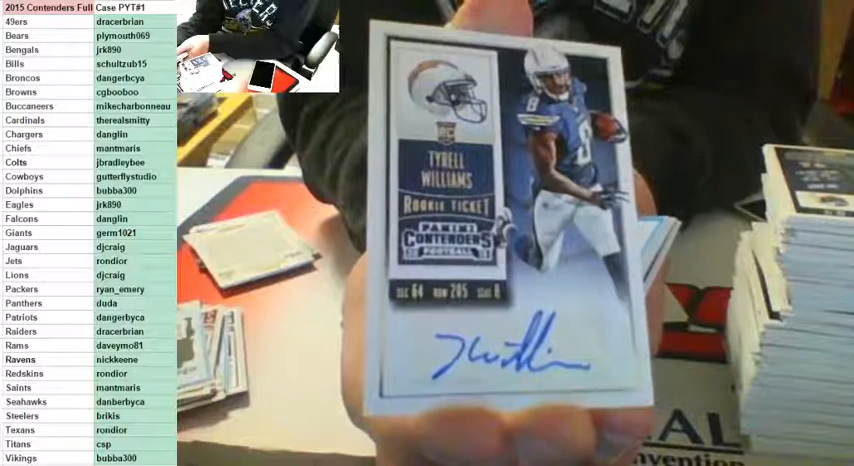 2015 Contenders Full Case PYT#1
49ers dracerbrian
Bears plymouth069
Bengals jrk890
Bills schultzub15
Broncos dangerbcya
Browns cgbooboo
Buccaneers mikecharbonneau
Cardinals therealsmitty
Chargers danglin
Chiefs mantmaris
Colts jbradleybee
Cowboys gutterflystudio
Dolphins bubba300
Eagles jrk890
Falcons danglin
Giants germ1021
Jaguars djcraig
Jets rondior
Lions djcraig
Packers ryan_emery
Panthers duda
Patriots dangerbyca
Raiders dracerbrian
Rams daveymo81
Ravens nickkeene
Redskins rondior
Saints mantmaris
Seahawks danberbyca
Steelers brikis
Texans rondior
Titans csp
Vikings bubba300
RC
TYRELL
WILLIAMS
ROOKIE TICKET
PANINI
CONTENDERS
FOOTBALL
SEC 64 ROW 205 SEAT 8
8
8
AL
nvention